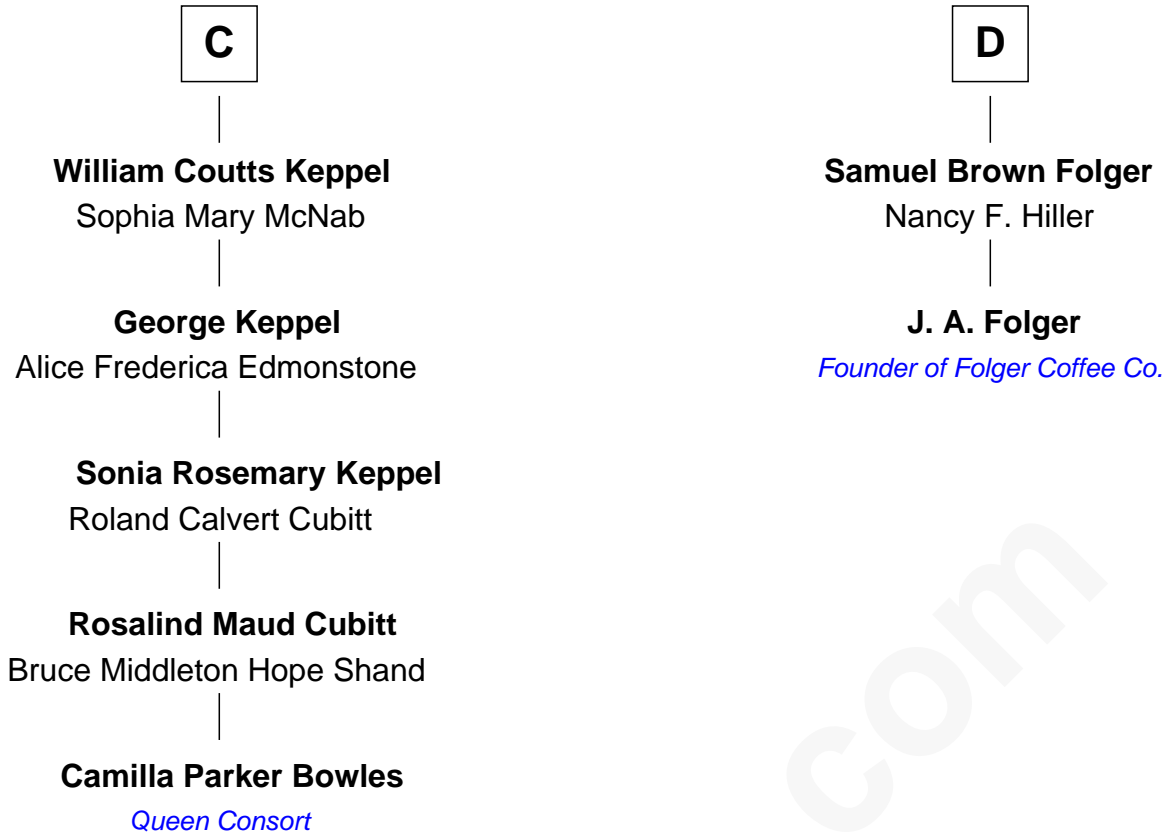 C
William Coutts Keppel
Sophia Mary McNab
George Keppel
Alice Frederica Edmonstone
Sonia Rosemary Keppel
Roland Calvert Cubitt
Rosalind Maud Cubitt
Bruce Middleton Hope Shand
Camilla Parker Bowles
Queen Consort
D
Samuel Brown Folger
Nancy F. Hiller
J. A. Folger
Founder of Folger Coffee Co.
com